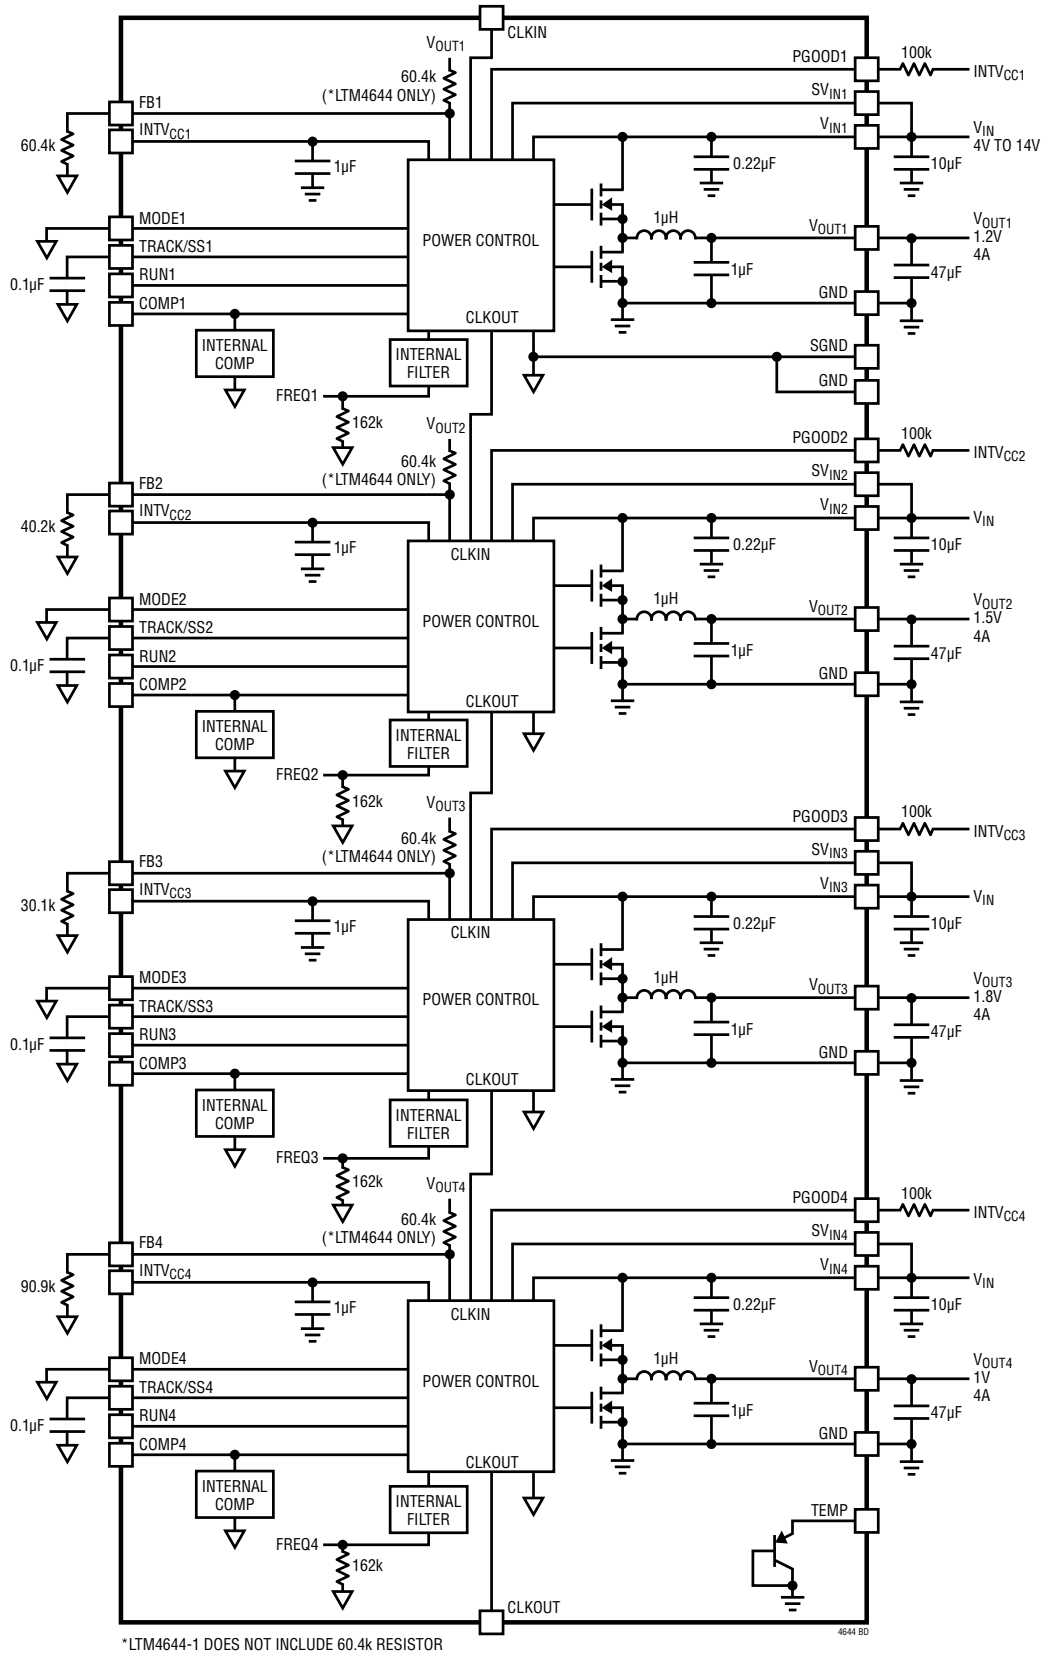 CLKIN
VOUT1
60.4k
(*LTM4644 ONLY)
PGOOD1
100k
INTVCC1
SVIN1
VIN1
VIN
4V TO 14V
FB1
INTVCC1
60.4k
1µF
0.22µF
10µF
MODE1
TRACK/SS1
RUN1
COMP1
0.1µF
POWER CONTROL
CLKOUT
1µH
1µF
VOUT1
VOUT1
1.2V
4A
47µF
GND
INTERNAL
COMP
INTERNAL
FILTER
SGND
GND
FREQ1
162k
VOUT2
60.4k
(*LTM4644 ONLY)
PGOOD2
100k
INTVCC2
SVIN2
VIN2
VIN
FB2
INTVCC2
40.2k
1µF
CLKIN
0.22µF
10µF
MODE2
TRACK/SS2
RUN2
COMP2
0.1µF
POWER CONTROL
CLKOUT
1µH
1µF
VOUT2
VOUT2
1.5V
4A
47µF
GND
INTERNAL
COMP
INTERNAL
FILTER
FREQ2
162k
VOUT3
60.4k
(*LTM4644 ONLY)
PGOOD3
100k
INTVCC3
SVIN3
VIN3
VIN
FB3
INTVCC3
30.1k
1µF
CLKIN
0.22µF
10µF
MODE3
TRACK/SS3
RUN3
COMP3
0.1µF
POWER CONTROL
CLKOUT
1µH
1µF
VOUT3
VOUT3
1.8V
4A
47µF
GND
INTERNAL
COMP
INTERNAL
FILTER
FREQ3
162k
VOUT4
60.4k
(*LTM4644 ONLY)
PGOOD4
100k
INTVCC4
SVIN4
VIN4
VIN
FB4
INTVCC4
90.9k
1µF
CLKIN
0.22µF
10µF
MODE4
TRACK/SS4
RUN4
COMP4
0.1µF
POWER CONTROL
CLKOUT
1µH
1µF
VOUT4
VOUT4
1V
4A
47µF
GND
INTERNAL
COMP
INTERNAL
FILTER
FREQ4
162k
TEMP
CLKOUT
4644 BD
*LTM4644-1 DOES NOT INCLUDE 60.4k RESISTOR